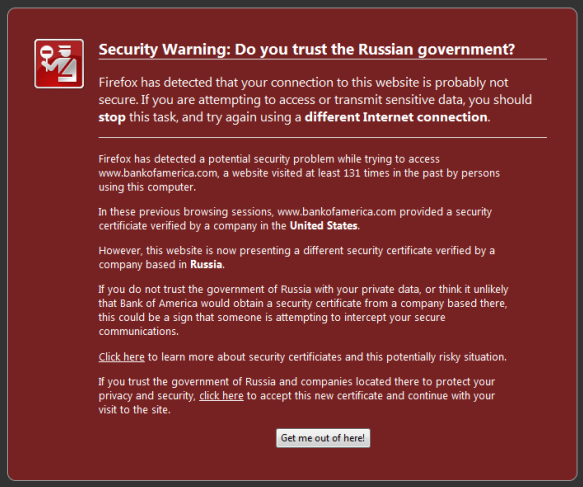 Security Warning: Do you trust the Russian government?
Firefox has detected that your connection to this website is probably not
secure. If you are attempting to access or transmit sensitive data, you should
stop this task, and try again using a different Internet connection.
Firefox has detected a potential security problem while trying to access
www.bankofamerica.com, a website visited at least 131 times in the past by persons
using this computer.
In these previous browsing sessions, www.bankofamerica.com provided a security
certificiate verified by a company in the United States.
However, this website is now presenting a different security certificate verified by a
company based in Russia.
If you do not trust the government of Russia with your private data, or think it unlikely
that Bank of America would obtain a security certificate from a company based there,
this could be a sign that someone is attempting to intercept your secure
communications.
Click here to learn more about security certificiates and this potentially risky situation.
If you trust the government of Russia and companies located there to protect your
privacy and security, click here to accept this new certificate and continue with your
visit to the site.
Get me out of here!